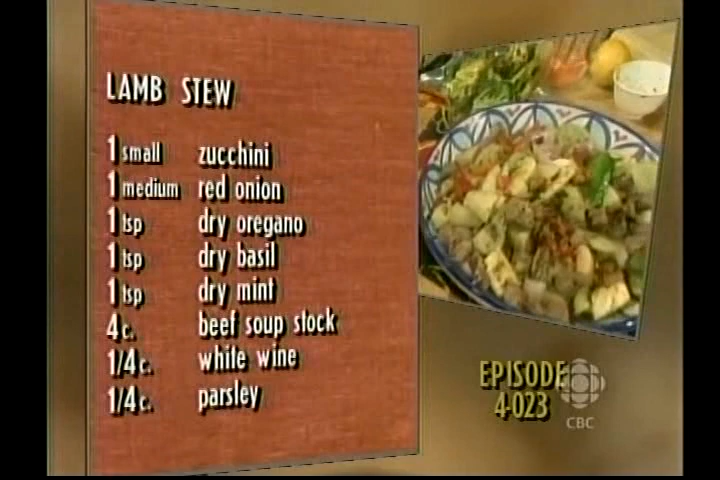 LAMB STEW
1 small zucchini
1 medium red onion
1 tsp dry oregano
1 tsp dry basil
1 tsp dry mint
4 c. beef soup stock
1/4 c. white wine
1/4 c. parsley
EPISODE
4-023
CBC